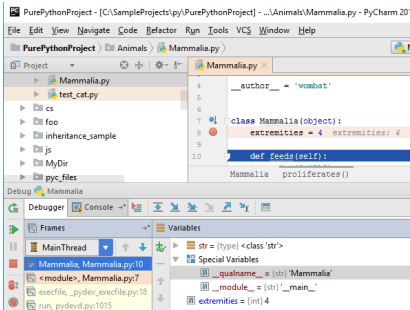 PurePythonProject - [C:\SampleProjects\py\PurePythonProject] - ...\Animals\Mammalia.py - PyCharm 201
File Edit View Navigate Code Refactor Run Tools VCS Window Help
PurePythonProject Animals Mammalia.py
Project
Mammalia.py
test_cat.py
cs
foo
inheritance_sample
js
MyDir
pyc_files
Mammalia.py
4 __author__ = 'wombat'
5
6
7 class Mammalia(object):
8 extremities = 4 extremities: 4
9
10 def feeds(self):
Mammalia proliferates()
Debug Mammalia
Debugger Console
Frames
Variables
MainThread
Mammalia, Mammalia.py:10
<module>, Mammalia.py:7
execfile, _pydev_execfile.py:18
run, pydevd.py:1015
str = {type} <class 'str'>
Special Variables
__qualname__ = {str} 'Mammalia'
__module__ = {str} '__main__'
extremities = {int} 4